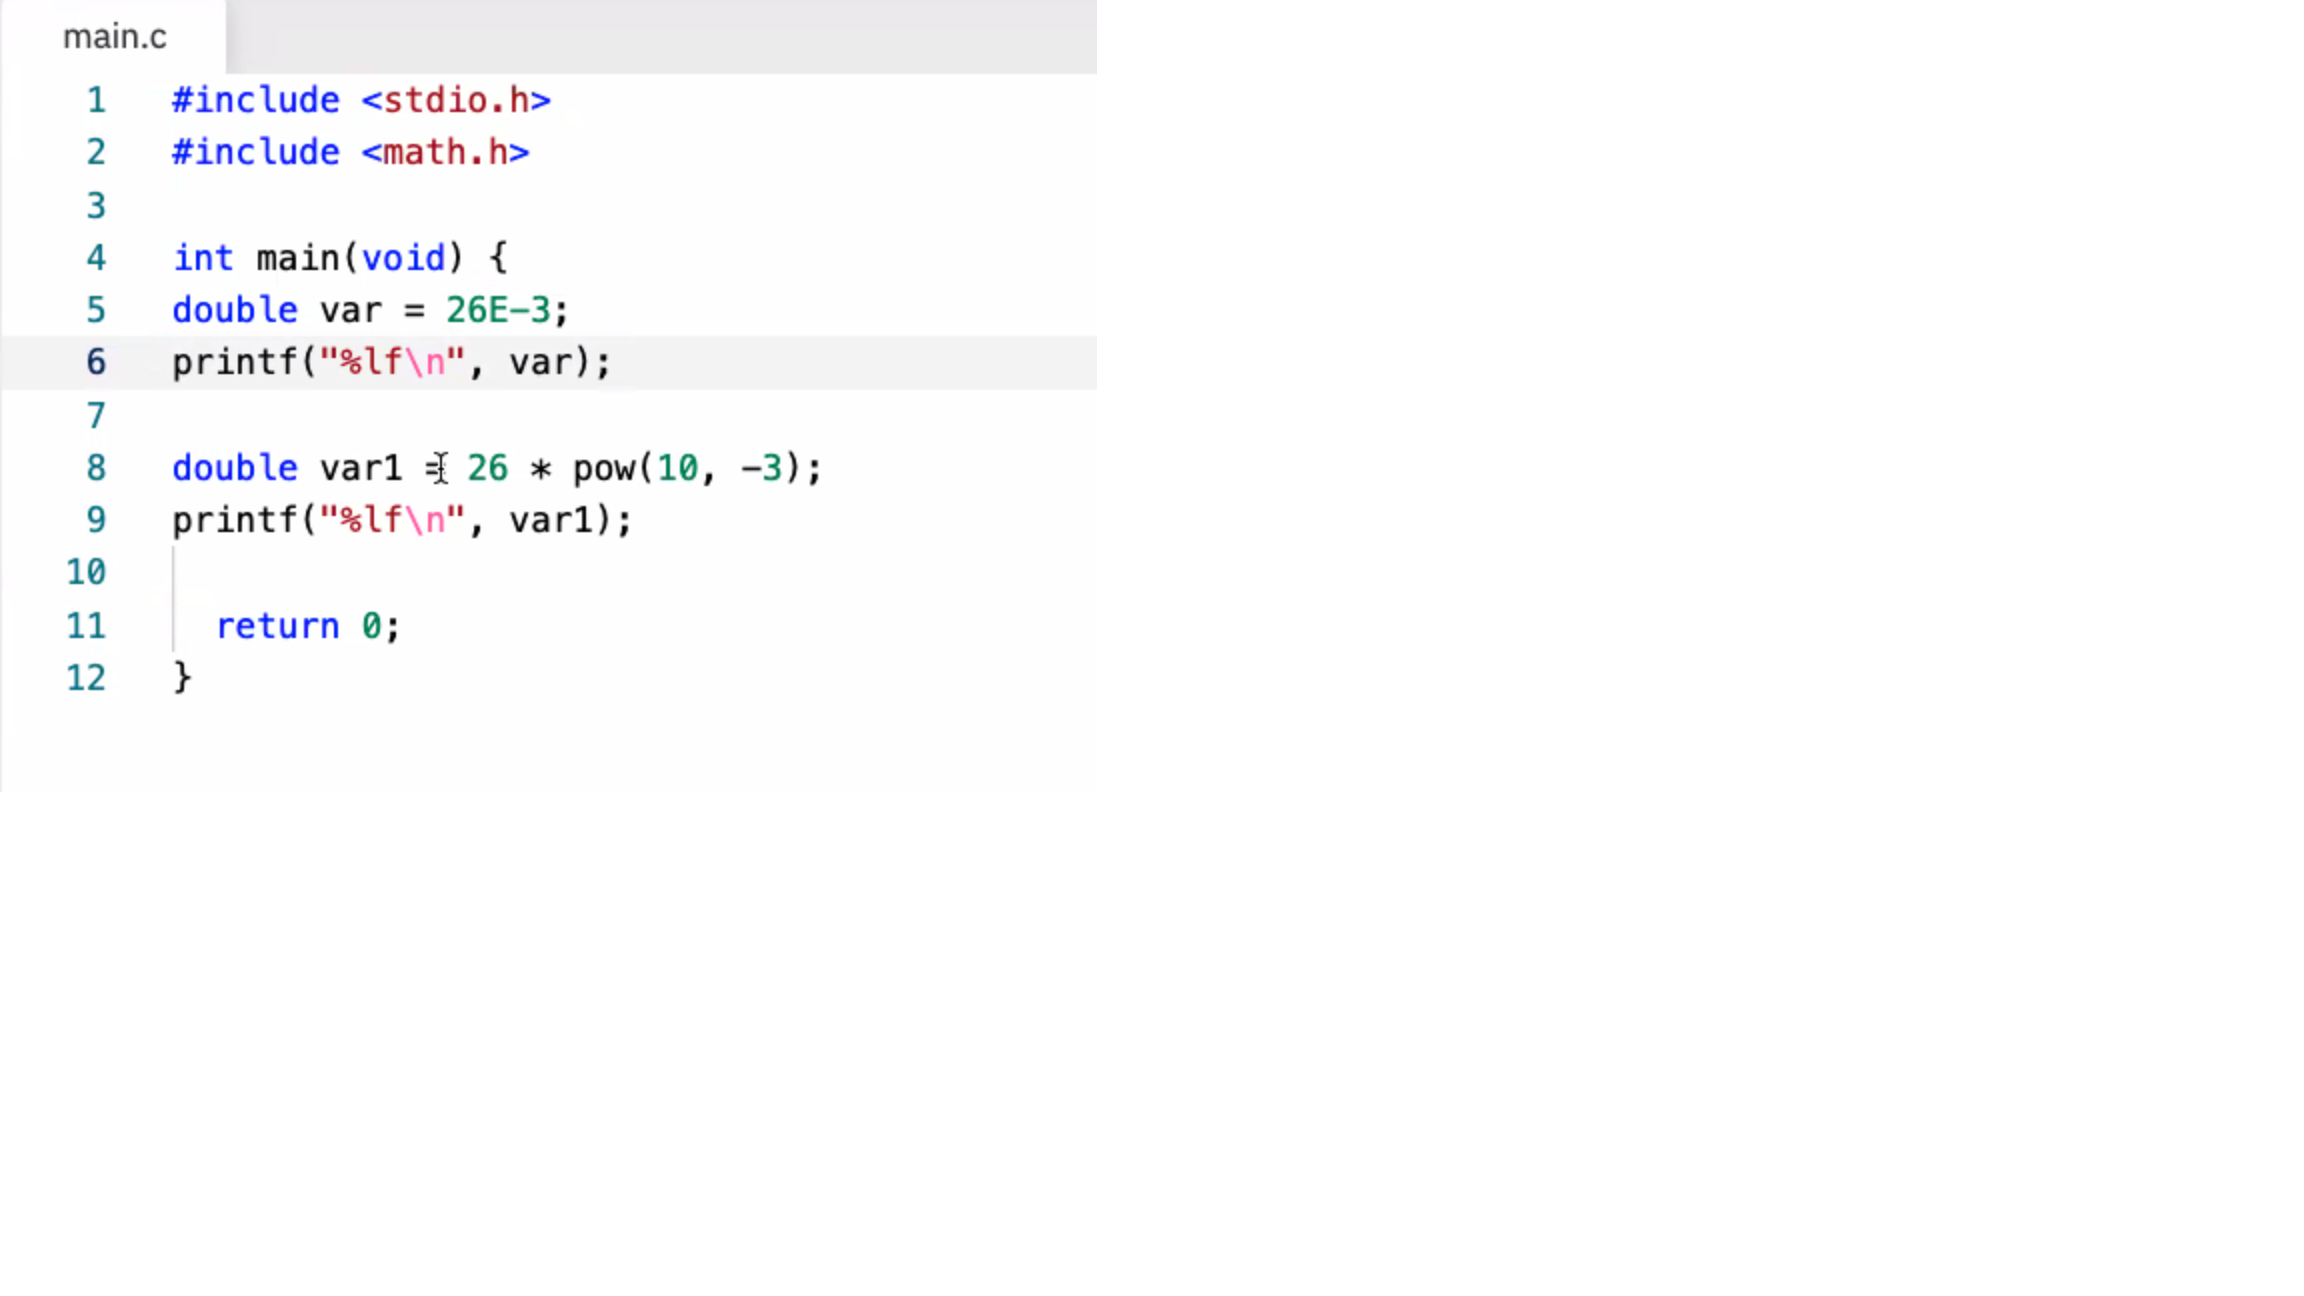 main.c
1 #include <stdio.h>
2 #include <math.h>
3
4 int main(void) {
5 double var = 26E-3;
6 printf("%lf\n", var);
7
8 double var1 = 26 * pow(10, -3);
9 printf("%lf\n", var1);
10
11 return 0;
12 }